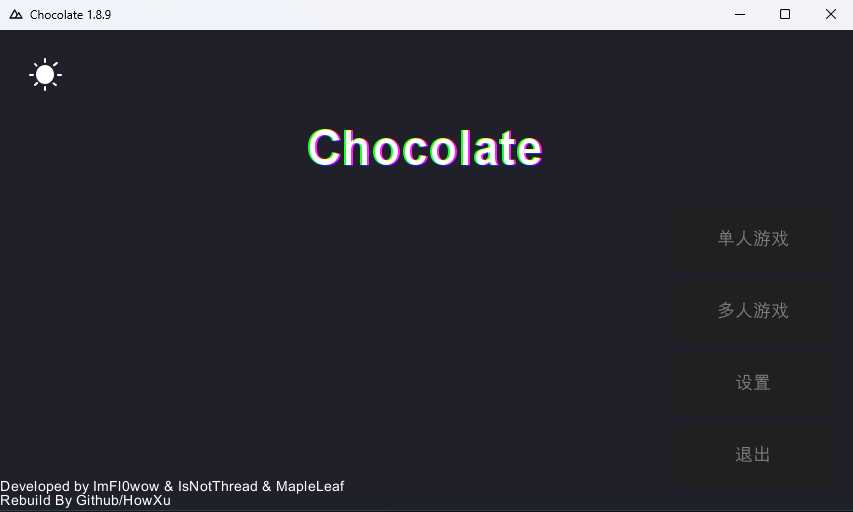 Chocolate 1.8.9
Chocolate
单人游戏
多人游戏
设置
退出
Developed by ImFl0wow & IsNotThread & MapleLeaf
Rebuild By Github/HowXu